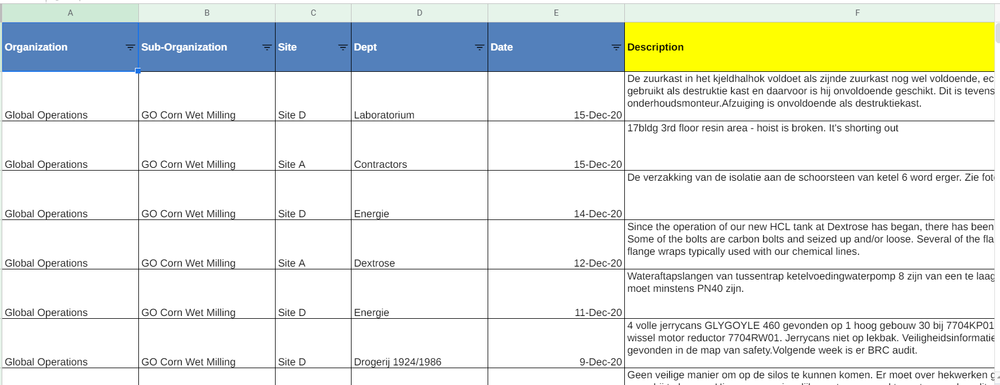 A B C D E F
Organization Sub-Organization Site Dept Date Description
De zuurkast in het kjeldhalhok voldoet als zijnde zuurkast nog wel voldoende, ec
gebruikt als destruktie kast en daarvoor is hij onvoldoende geschikt. Dit is tevens
onderhoudsmonteur.Afzuiging is onvoldoende als destruktiekast.
Global Operations GO Corn Wet Milling Site D Laboratorium 15-Dec-20
17bldg 3rd floor resin area - hoist is broken. It's shorting out
Global Operations GO Corn Wet Milling Site A Contractors 15-Dec-20
De verzakking van de isolatie aan de schoorsteen van ketel 6 word erger. Zie fot
Global Operations GO Corn Wet Milling Site D Energie 14-Dec-20
Since the operation of our new HCL tank at Dextrose has began, there has been
Some of the bolts are carbon bolts and seized up and/or loose. Several of the fla
flange wraps typically used with our chemical lines.
Global Operations GO Corn Wet Milling Site A Dextrose 12-Dec-20
Wateraftapslangen van tussentrap ketelvoedingwaterpomp 8 zijn van een te laag
moet minstens PN40 zijn.
Global Operations GO Corn Wet Milling Site D Energie 11-Dec-20
4 volle jerrycans GLYGOYLE 460 gevonden op 1 hoog gebouw 30 bij 7704KP01
wissel motor reductor 7704RW01. Jerrycans niet op lekbak. Veiligheidsinformatie
gevonden in de map van safety.Volgende week is er BRC audit.
Global Operations GO Corn Wet Milling Site D Drogerij 1924/1986 9-Dec-20
Geen veilige manier om op de silos te kunnen komen. Er moet over hekwerken g